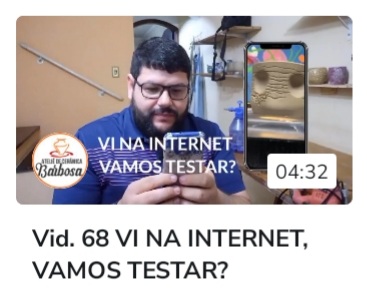 VI NA INTERNET
VAMOS TESTAR?
ATELIÊ DE CERÂMICA
Barbosa
04:32
Vid. 68 VI NA INTERNET,
VAMOS TESTAR?